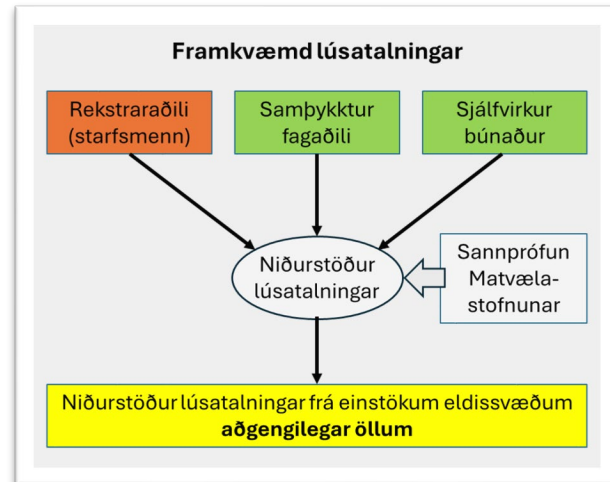 Framkvæmd lúsatalningar
Rekstraraðili
(starfsmenn)
Samþykktur
fagaðili
Sjálfvirkur
búnaður
Niðurstöður
lúsatalningar
Sannprófun
Matvæla-
stofnunar
Niðurstöður lúsatalningar frá einstökum eldissvæðum
aðgengilegar öllum